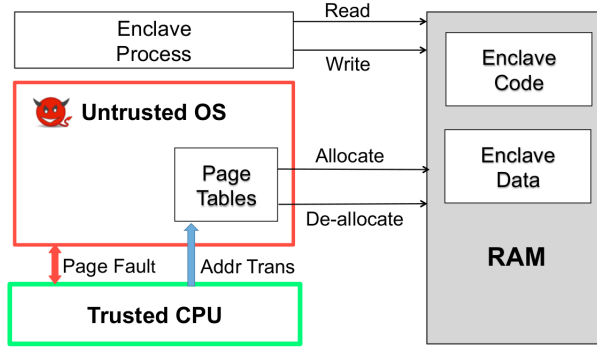 Enclave
Process
Read
Write
Enclave
Code
Untrusted OS
Page
Tables
Allocate
De-allocate
Enclave
Data
RAM
Page Fault
Addr Trans
Trusted CPU